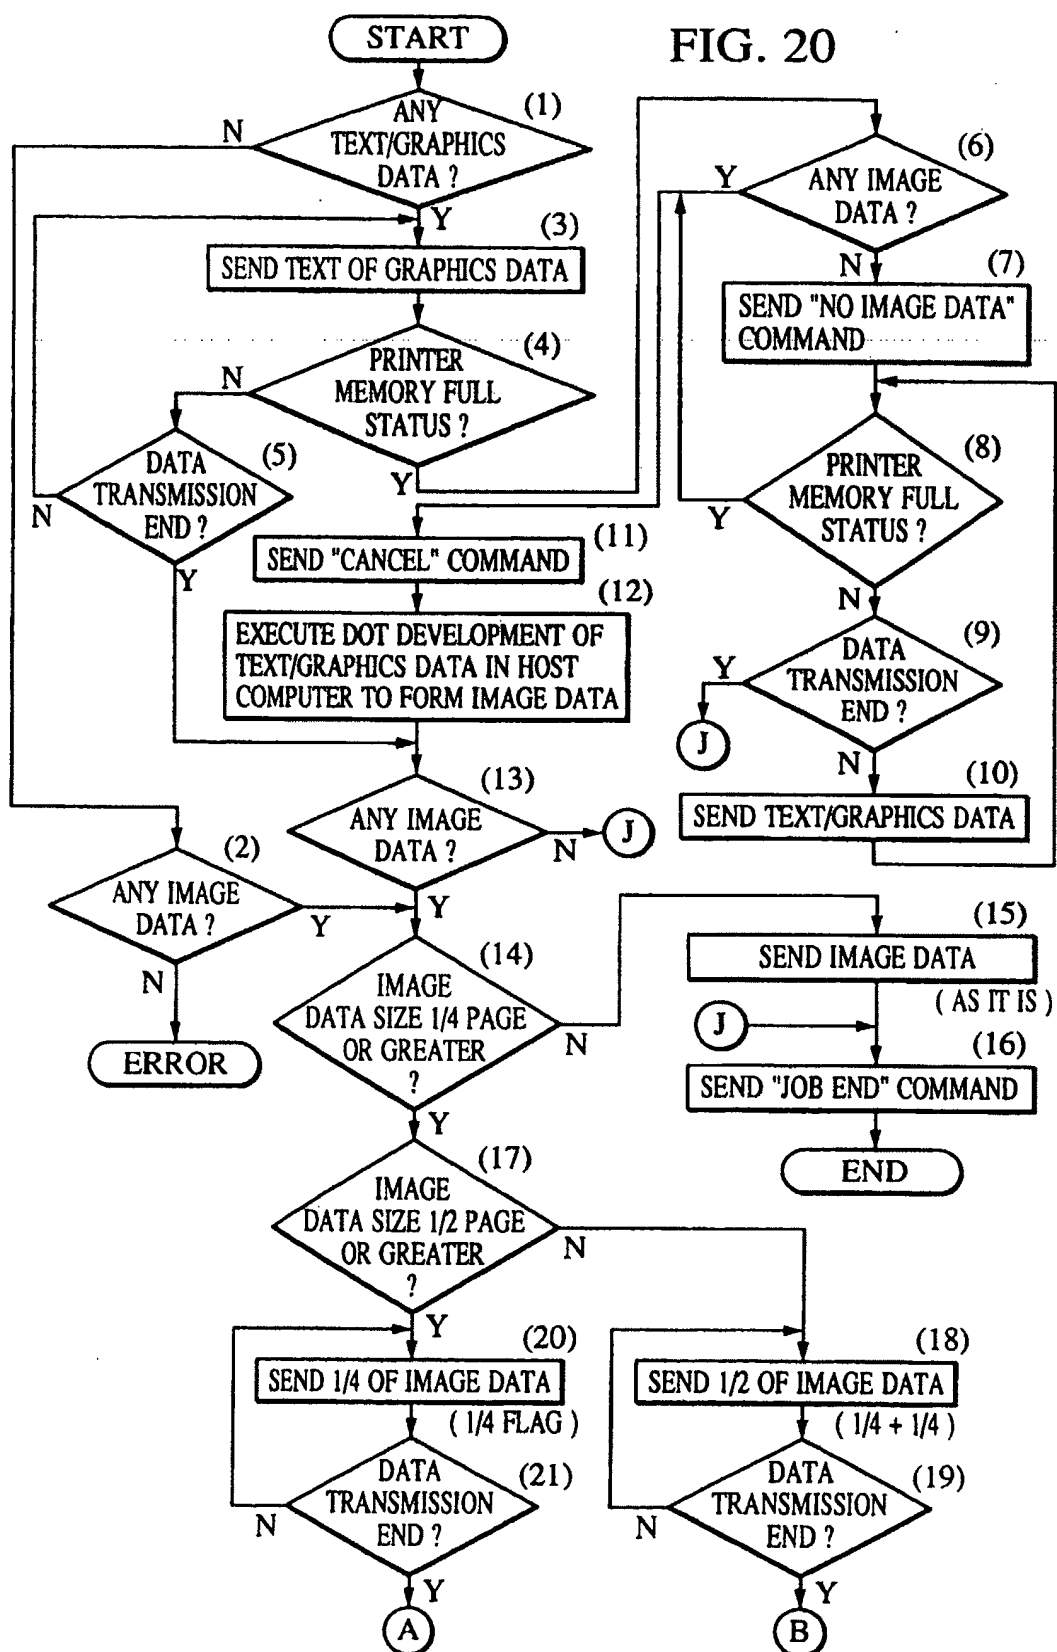 FIG. 20
START
(1)
ANY
TEXT/GRAPHICS
DATA ?
N
Y
(3)
SEND TEXT OF GRAPHICS DATA
(4)
PRINTER
MEMORY FULL
STATUS ?
N
Y
(5)
DATA
TRANSMISSION
END ?
N
Y
(6)
ANY IMAGE
DATA ?
Y
N
(7)
SEND "NO IMAGE DATA"
COMMAND
(8)
PRINTER
MEMORY FULL
STATUS ?
Y
N
(9)
DATA
TRANSMISSION
END ?
Y
J
N
(10)
SEND TEXT/GRAPHICS DATA
(11)
SEND "CANCEL" COMMAND
(12)
EXECUTE DOT DEVELOPMENT OF
TEXT/GRAPHICS DATA IN HOST
COMPUTER TO FORM IMAGE DATA
(13)
ANY IMAGE
DATA ?
N
J
Y
(2)
ANY IMAGE
DATA ?
Y
N
ERROR
(14)
IMAGE
DATA SIZE 1/4 PAGE
OR GREATER
?
N
Y
(15)
SEND IMAGE DATA
( AS IT IS )
J
(16)
SEND "JOB END" COMMAND
END
(17)
IMAGE
DATA SIZE 1/2 PAGE
OR GREATER
?
N
Y
(20)
SEND 1/4 OF IMAGE DATA
( 1/4 FLAG )
(21)
DATA
TRANSMISSION
END ?
N
Y
A
(18)
SEND 1/2 OF IMAGE DATA
( 1/4 + 1/4 )
(19)
DATA
TRANSMISSION
END ?
N
Y
B